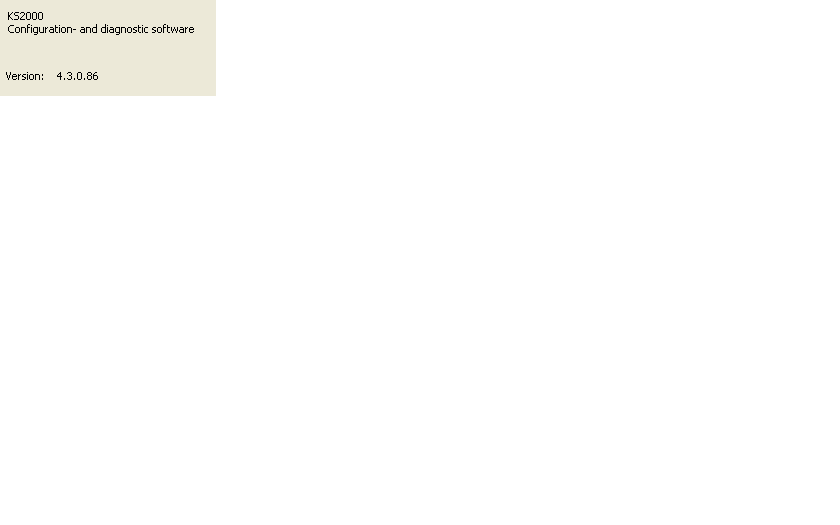 KS2000
Configuration- and diagnostic software
Version: 4.3.0.86